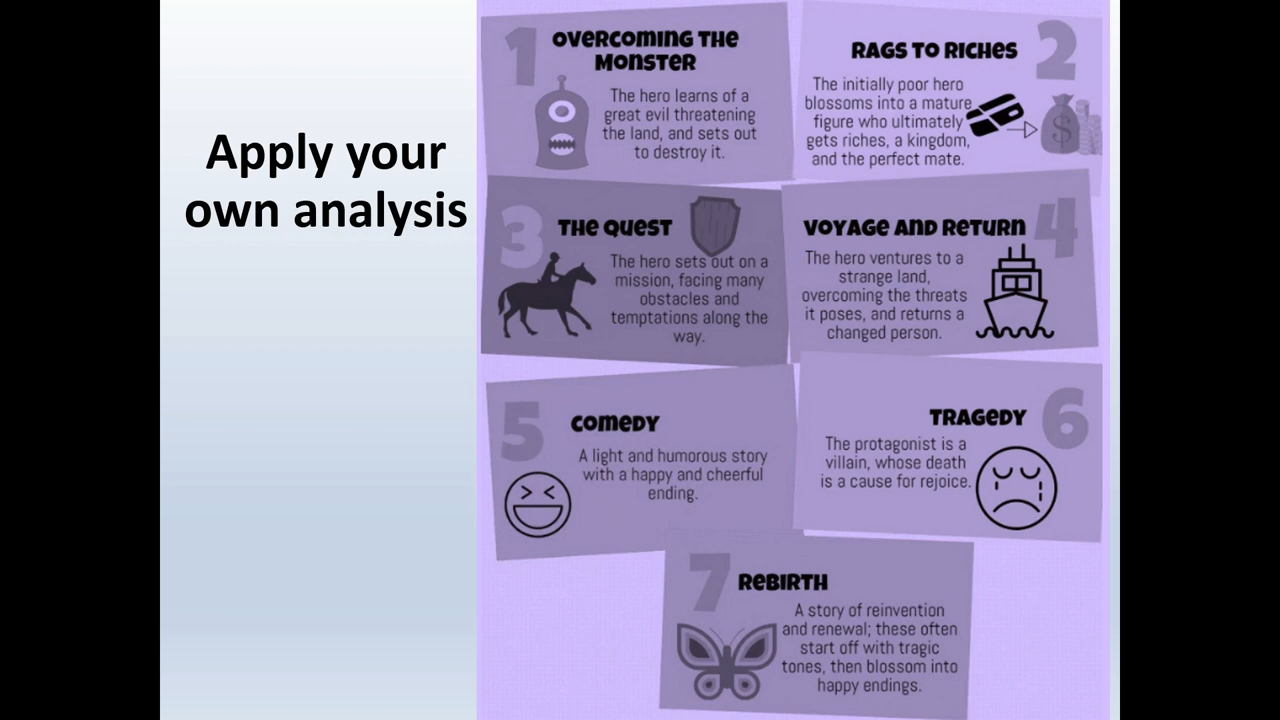 Apply your
own analysis
1
OVERCOMING THE
MONSTER
The hero learns of a
great evil threatening
the land, and sets out
to destroy it.
2
RAGS TO RICHES
The initially poor hero
blossoms into a mature
figure who ultimately
gets riches, a kingdom,
and the perfect mate.
$
3
THE QUEST
The hero sets out on a
mission, facing many
obstacles and
temptations along the
way.
4
VOYAGE AND RETURN
The hero ventures to a
strange land,
overcoming the threats
it poses, and returns a
changed person.
5
COMEDY
A light and humorous story
with a happy and cheerful
ending.
6
TRAGEDY
The protagonist is a
villain, whose death
is a cause for rejoice.
7
REBIRTH
A story of reinvention
and renewal; these often
start off with tragic
tones, then blossom into
happy endings.